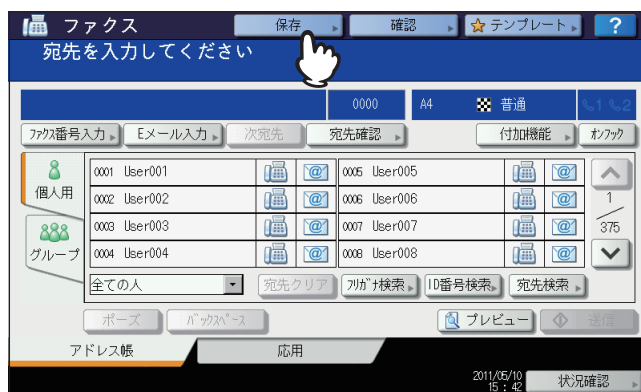 ファクス 保存 確認 テンプレート ?
宛先を入力してください
0000 A4 普通 1 2
ファクス番号入力 Eメール入力 次宛先 宛先確認 付加機能 オンフック
個人用
グループ
0001 User001 0005 User005
0002 User002 0006 User006
0003 User003 0007 User007
0004 User004 0008 User008
1
375
全ての人 宛先クリア フリガナ検索 ID番号検索 宛先検索
ポーズ バックスペース プレビュー 送信
アドレス帳 応用
2011/05/10
15 : 42 状況確認